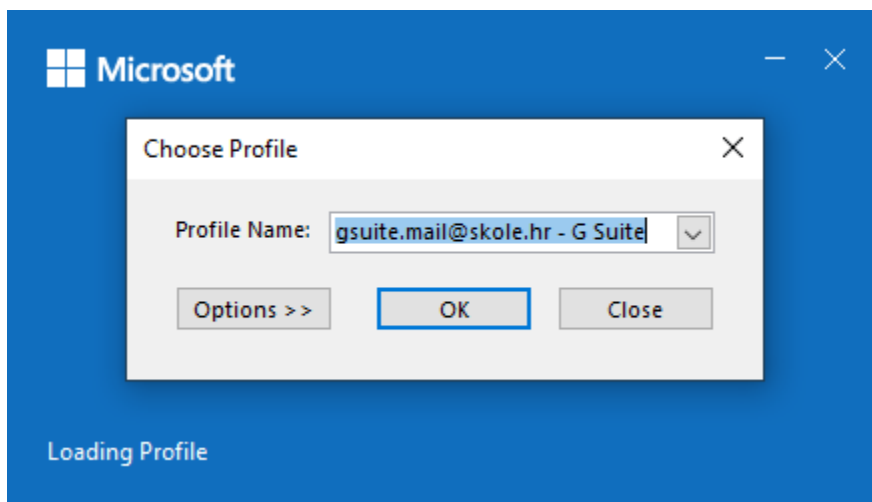 Microsoft
Choose Profile
Profile Name: gsuite.mail@skole.hr - G Suite
Options >> OK Close
Loading Profile